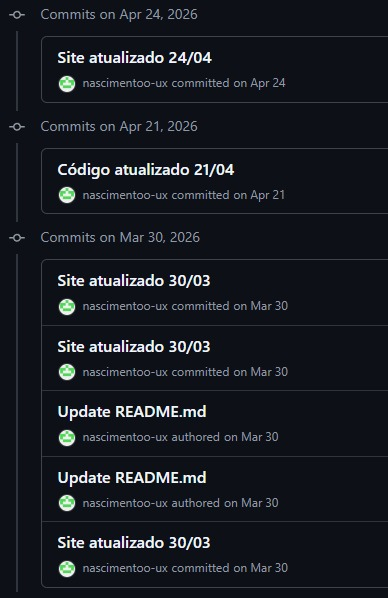 Commits on Apr 24, 2026
Site atualizado 24/04
nascimentoo-ux committed on Apr 24
Commits on Apr 21, 2026
Código atualizado 21/04
nascimentoo-ux committed on Apr 21
Commits on Mar 30, 2026
Site atualizado 30/03
nascimentoo-ux committed on Mar 30
Site atualizado 30/03
nascimentoo-ux committed on Mar 30
Update README.md
nascimentoo-ux authored on Mar 30
Update README.md
nascimentoo-ux authored on Mar 30
Site atualizado 30/03
nascimentoo-ux committed on Mar 30